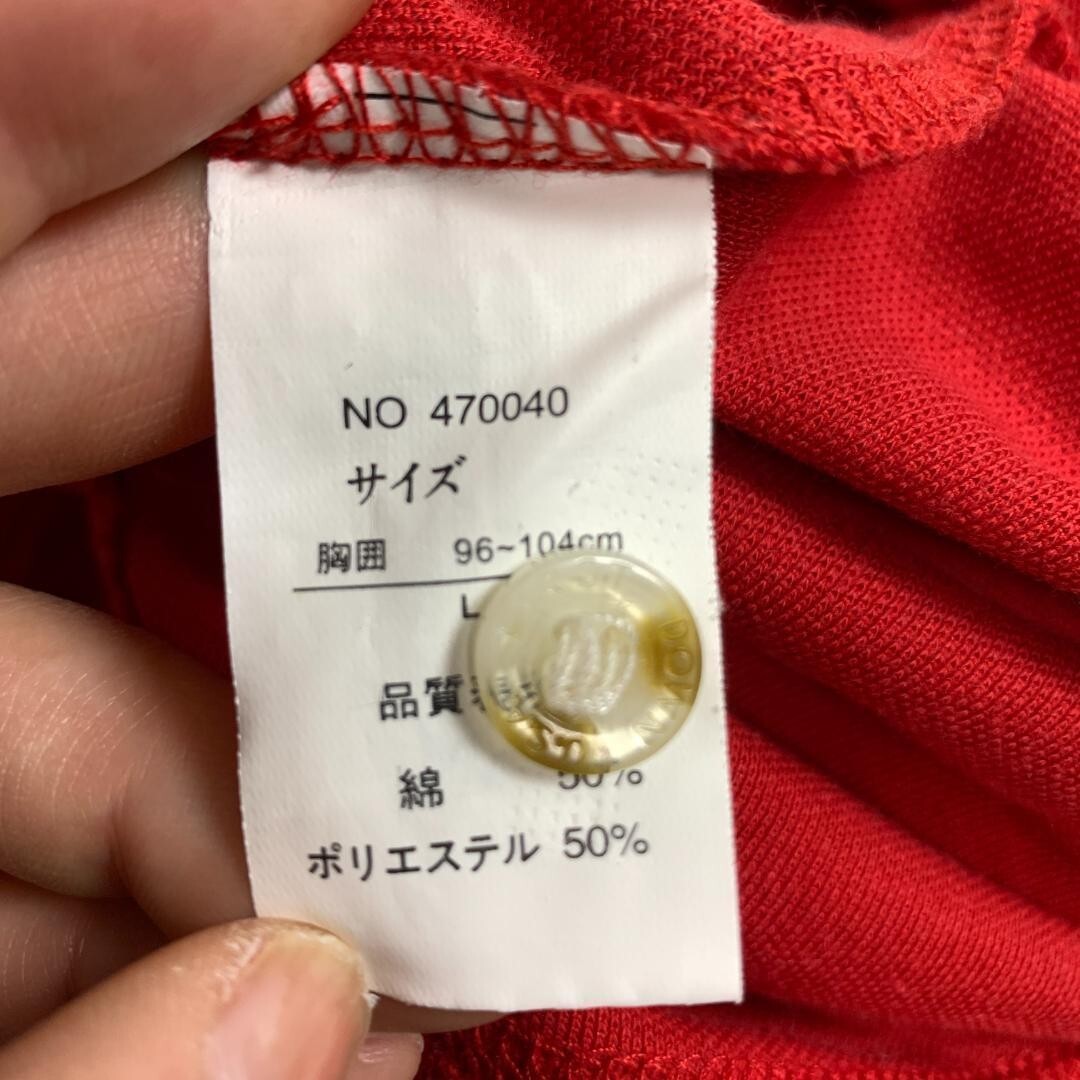 NO 470040
サイズ
胸囲 96~104cm
L
品質
綿 50%
ポリエステル 50%